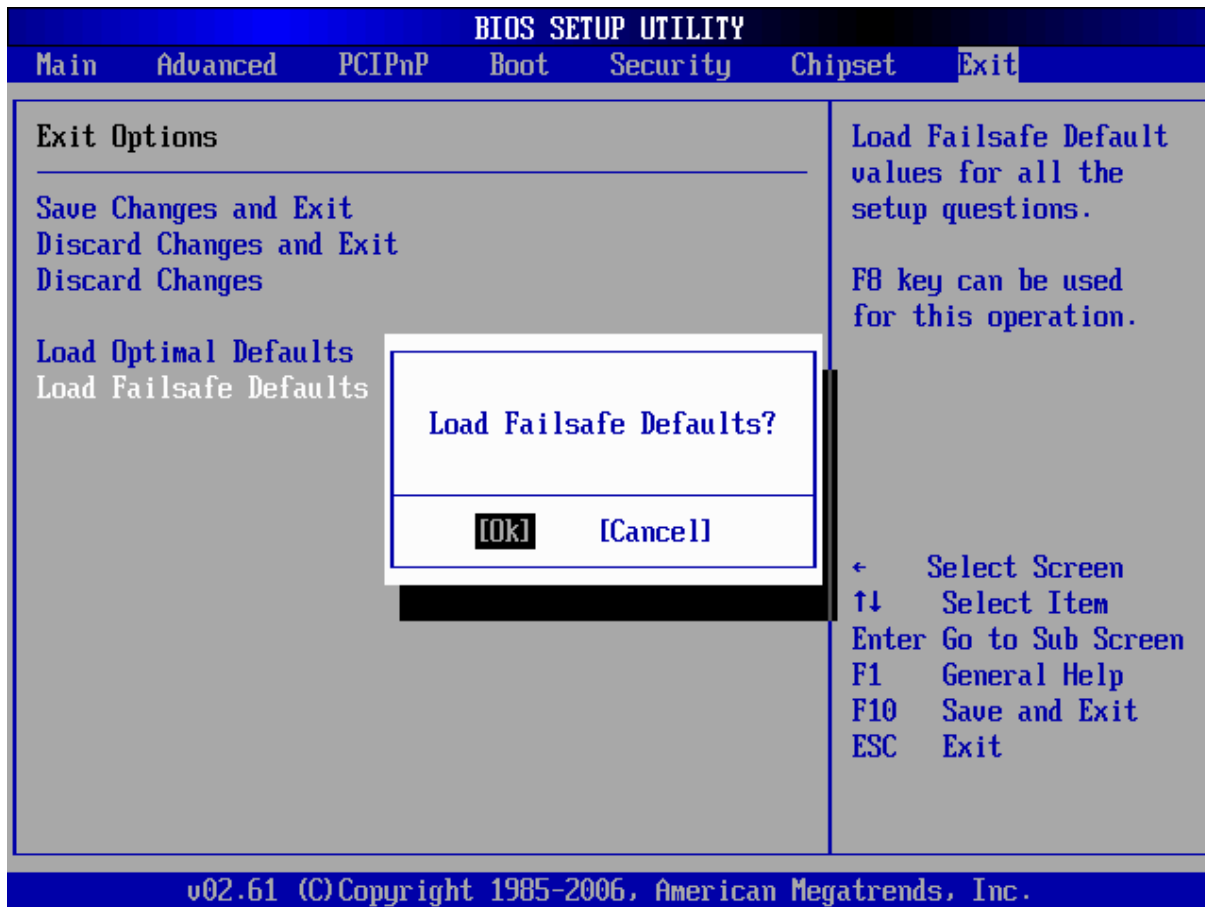 BIOS SETUP UTILITY
Main Advanced PCIPnP Boot Security Chipset Exit
Exit Options
Save Changes and Exit
Discard Changes and Exit
Discard Changes
Load Optimal Defaults
Load Failsafe Defaults
Load Failsafe Defaults?
[Ok] [Cancel]
Load Failsafe Default
values for all the
setup questions.
F8 key can be used
for this operation.
← Select Screen
↑↓ Select Item
Enter Go to Sub Screen
F1 General Help
F10 Save and Exit
ESC Exit
v02.61 (C)Copyright 1985-2006, American Megatrends, Inc.